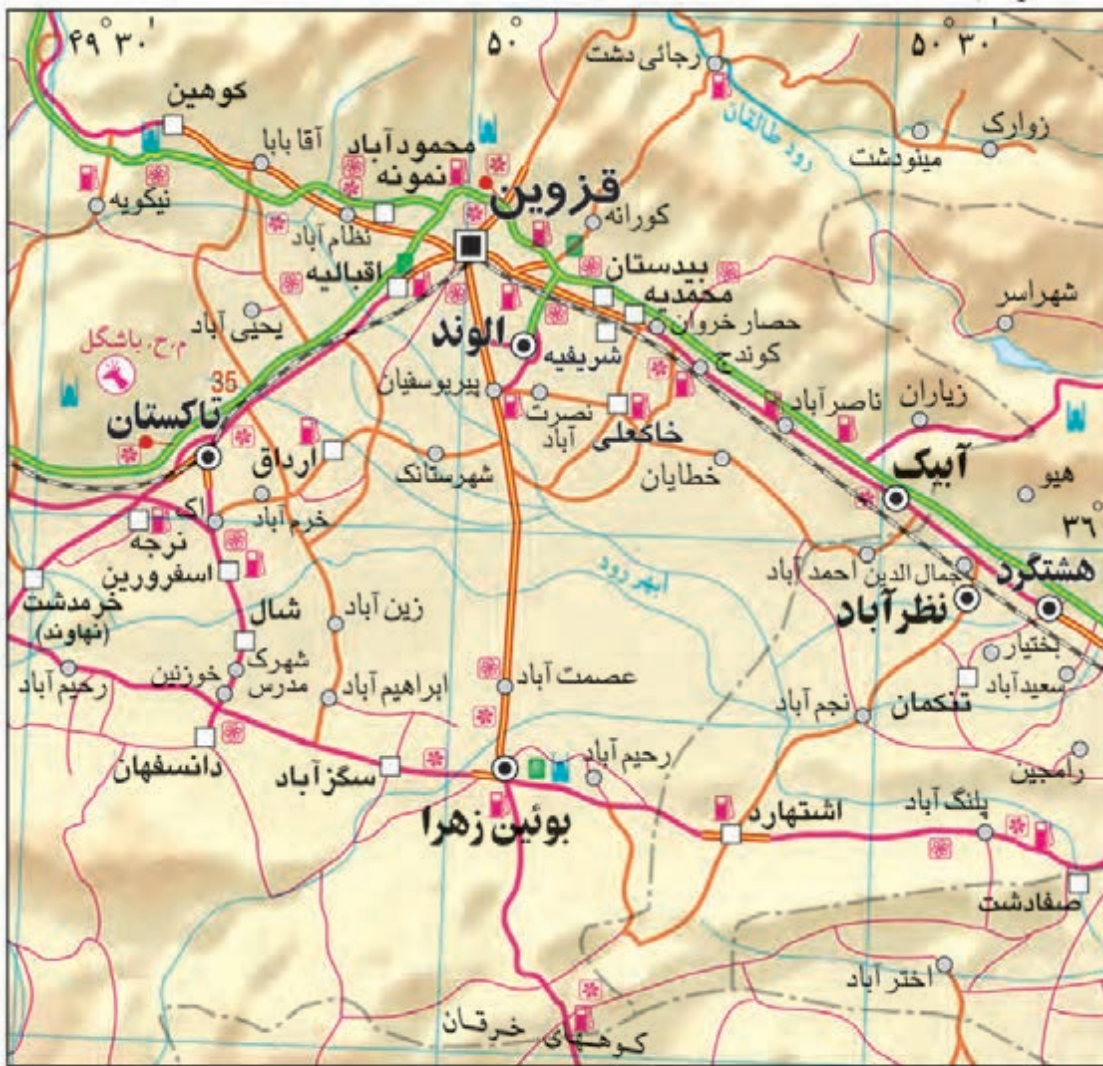 ۴۹° ۳۰'
۵۰°
۵۰° ۳۰'
رجائی دشت
کوهین
رود طالقان
زوارک
مینودشت
آقا بابا
محمود آباد
نمونه
قزوین
نیکویه
نظام آباد
کورانه
اقبالیه
بیدستان
محمدیه
شهراسر
یحیی آباد
حصار خروان
الوند
شریفیه
کوندج
م.ح. باشگل
35
تاکستان
پیریوسفیان
نصرت
آباد
ناصر آباد
زیاران
خاکعلی
ارداق
شهرستانک
خطایان
آبیک
هیو
اک
خرم آباد
۳۶°
نرجه
اسفرورین
ابهر رود
جمال الدین
احمد آباد
هشتگرد
خرمدشت
(نهاوند)
شال
زین آباد
نظرآباد
شهرک
مدرس
خوزنین
رحیم آباد
ابراهیم آباد
عصمت آباد
بختیار
سعیدآباد
تنکمان
نجم آباد
دانسفهان
سگزآباد
رحیم آباد
رامجین
بوئین زهرا
اشتهارد
پلنگ آباد
صفادشت
اختر آباد
کوههای خرقان